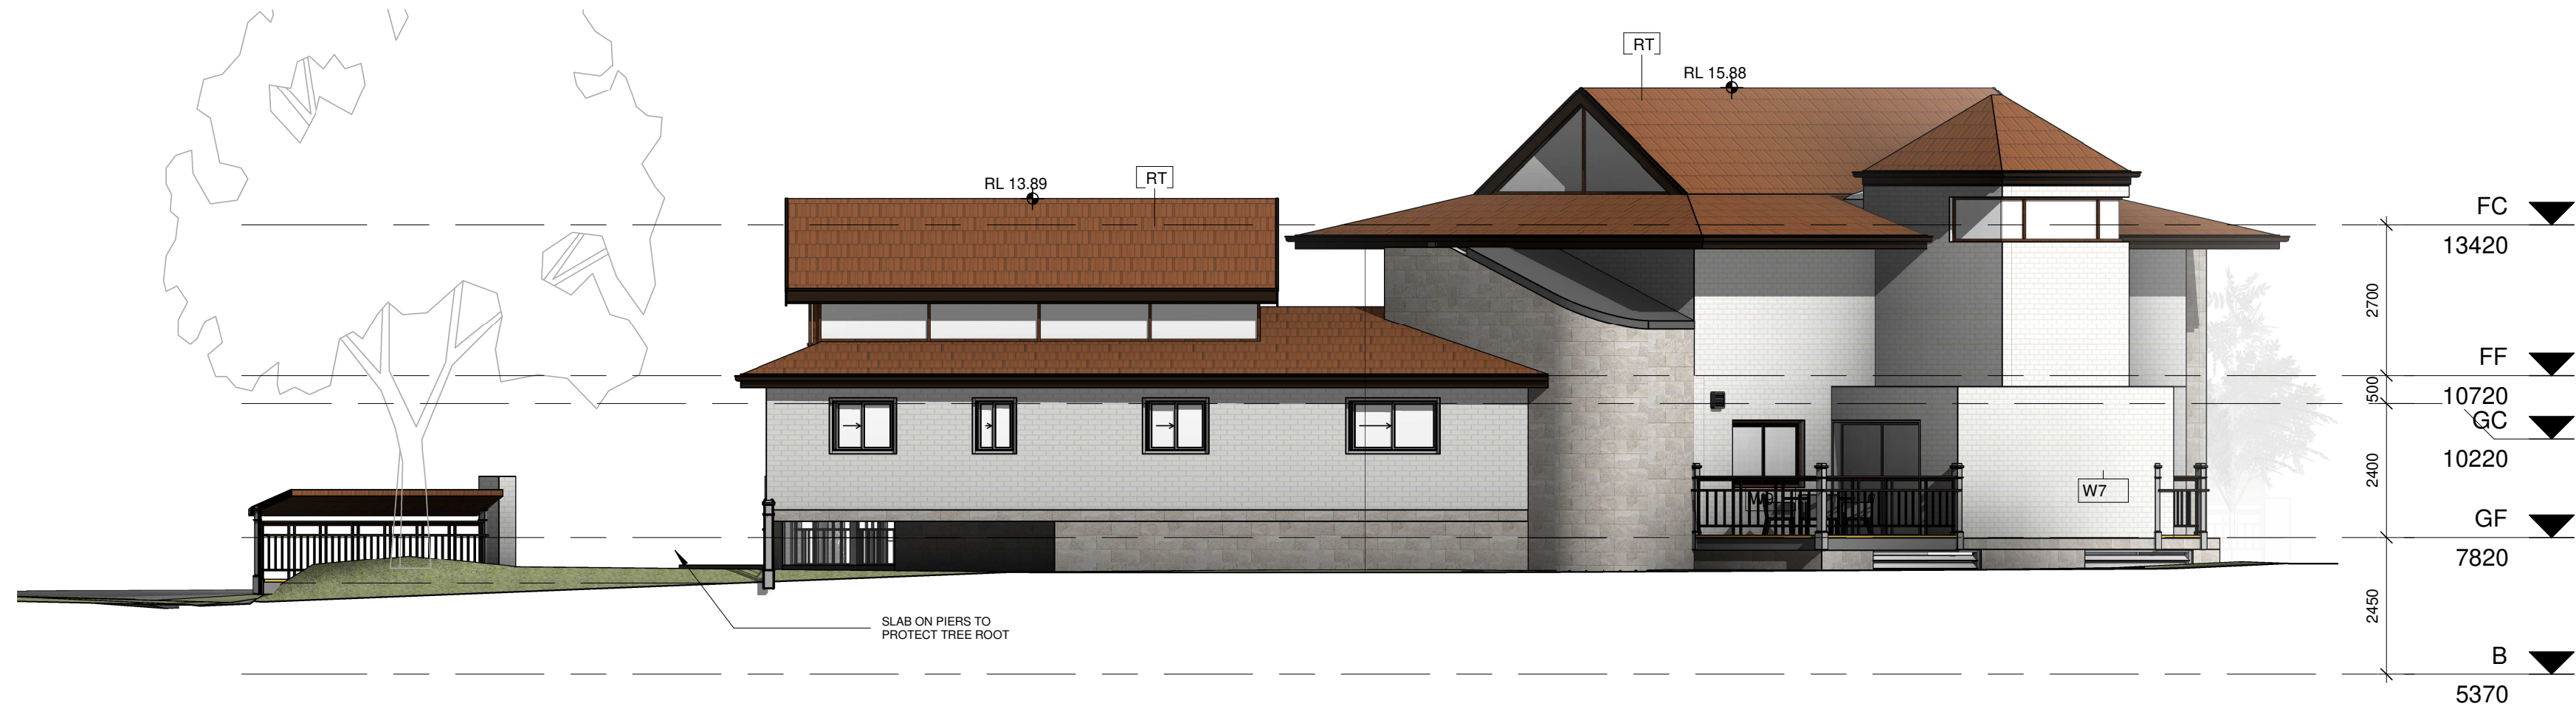 RT
RL 15.88
RL 13.89
RT
FC
13420
2700
FF
10720
500
GC
10220
2400
W7
GF
7820
2450
SLAB ON PIERS TO
PROTECT TREE ROOT
B
5370